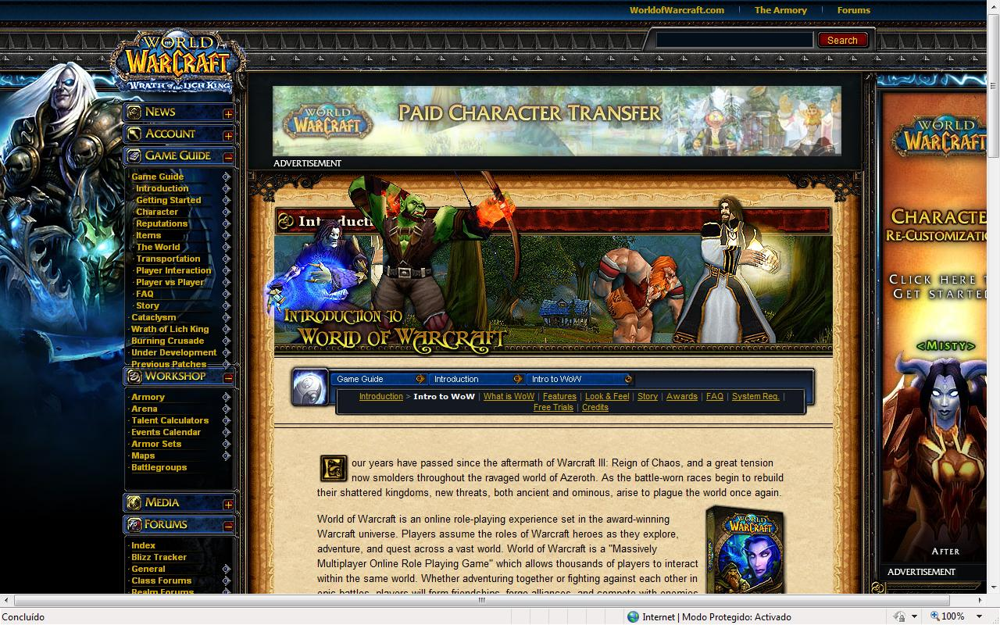 WorldofWarcraft.com | The Armory | Forums
Search
WORLD
OF
WARCRAFT
WRATH OF THE LICH KING
NEWS
ACCOUNT
GAME GUIDE
Game Guide
Introduction
Getting Started
Character
Reputations
Items
The World
Transportation
Player Interaction
Player vs Player
FAQ
Story
Cataclysm
Wrath of Lich King
Burning Crusade
Under Development
Previous Patches
WORKSHOP
Armory
Arena
Talent Calculators
Events Calendar
Armor Sets
Maps
Battlegroups
MEDIA
FORUMS
Index
Blizz Tracker
General
Class Forums
Realm Forums
WORLD
OF
WARCRAFT
PAID CHARACTER TRANSFER
ADVERTISEMENT
Introducti
INTRODUCTION TO
WORLD OF WARCRAFT
Game Guide Introduction Intro to WoW
Introduction > Intro to WoW | What is WoW | Features | Look & Feel | Story | Awards | FAQ | System Req. |
Free Trials | Credits
Four years have passed since the aftermath of Warcraft III: Reign of Chaos, and a great tension
now smolders throughout the ravaged world of Azeroth. As the battle-worn races begin to rebuild
their shattered kingdoms, new threats, both ancient and ominous, arise to plague the world once again.
World of Warcraft is an online role-playing experience set in the award-winning
Warcraft universe. Players assume the roles of Warcraft heroes as they explore,
adventure, and quest across a vast world. World of Warcraft is a "Massively
Multiplayer Online Role Playing Game" which allows thousands of players to interact
within the same world. Whether adventuring together or fighting against each other in
epic battles, players will form friendships, forge alliances, and compete with enemies
WORLD
OF
WARCRAFT
WORLD
OF
WARCRAFT
CHARACTE
RE-CUSTOMIZATIO
CLICK HERE T
GET STARTED
<MISTY>
AFTER
ADVERTISEMENT
Concluído
Internet | Modo Protegido: Activado
100%